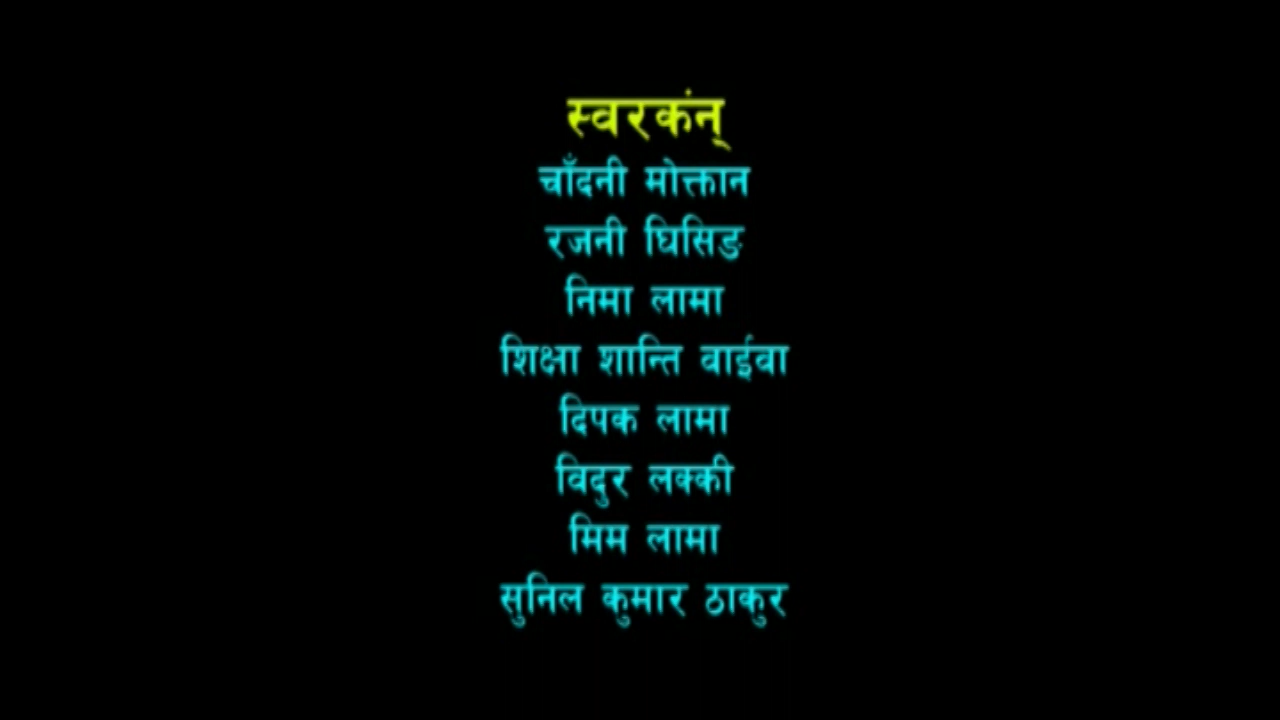 स्वरकंन्
चाँदनी मोक्तान
रजनी घिसिङ
निमा लामा
शिक्षा शान्ति वाईवा
दिपक लामा
विदुर लक्की
मिम लामा
सुनिल कुमार ठाकुर